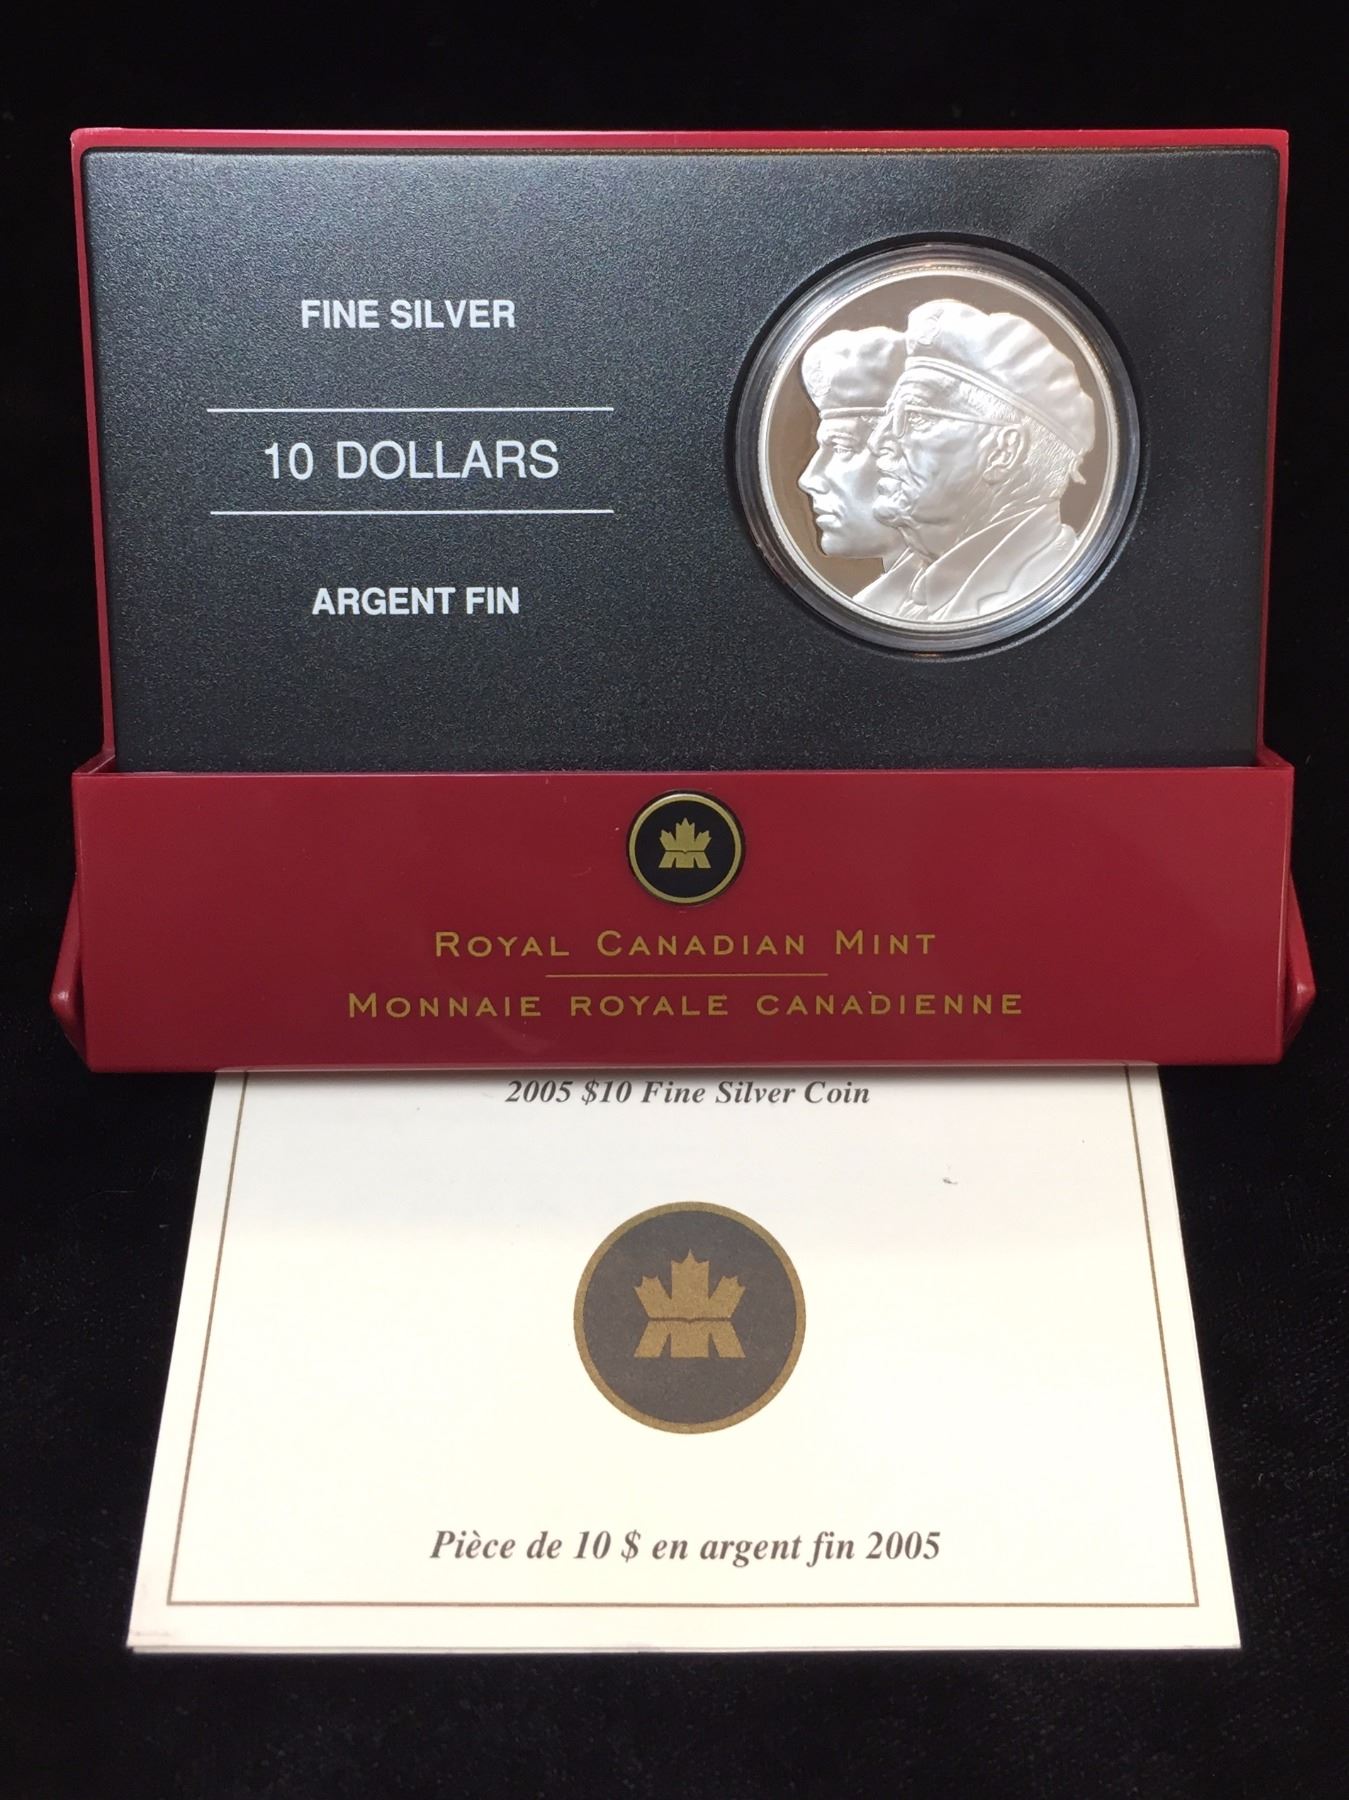 FINE SILVER
10 DOLLARS
ARGENT FIN
ROYAL CANADIAN MINT
MONNAIE ROYALE CANADIENNE
2005 $10 Fine Silver Coin
Pièce de 10 $ en argent fin 2005